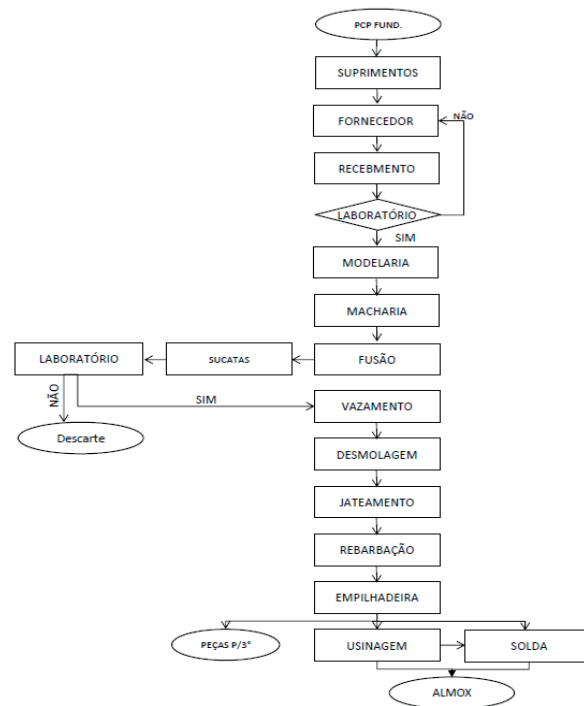 PCP FUND.
SUPRIMENTOS
FORNECEDOR
NÃO
RECEBMENTO
LABORATÓRIO
SIM
MODELARIA
MACHARIA
LABORATÓRIO
SUCATAS
FUSÃO
NÃO
SIM
VAZAMENTO
Descarte
DESMOLAGEM
JATEAMENTO
REBARBAÇÃO
EMPILHADEIRA
PEÇAS P/3°
USINAGEM
SOLDA
ALMOX